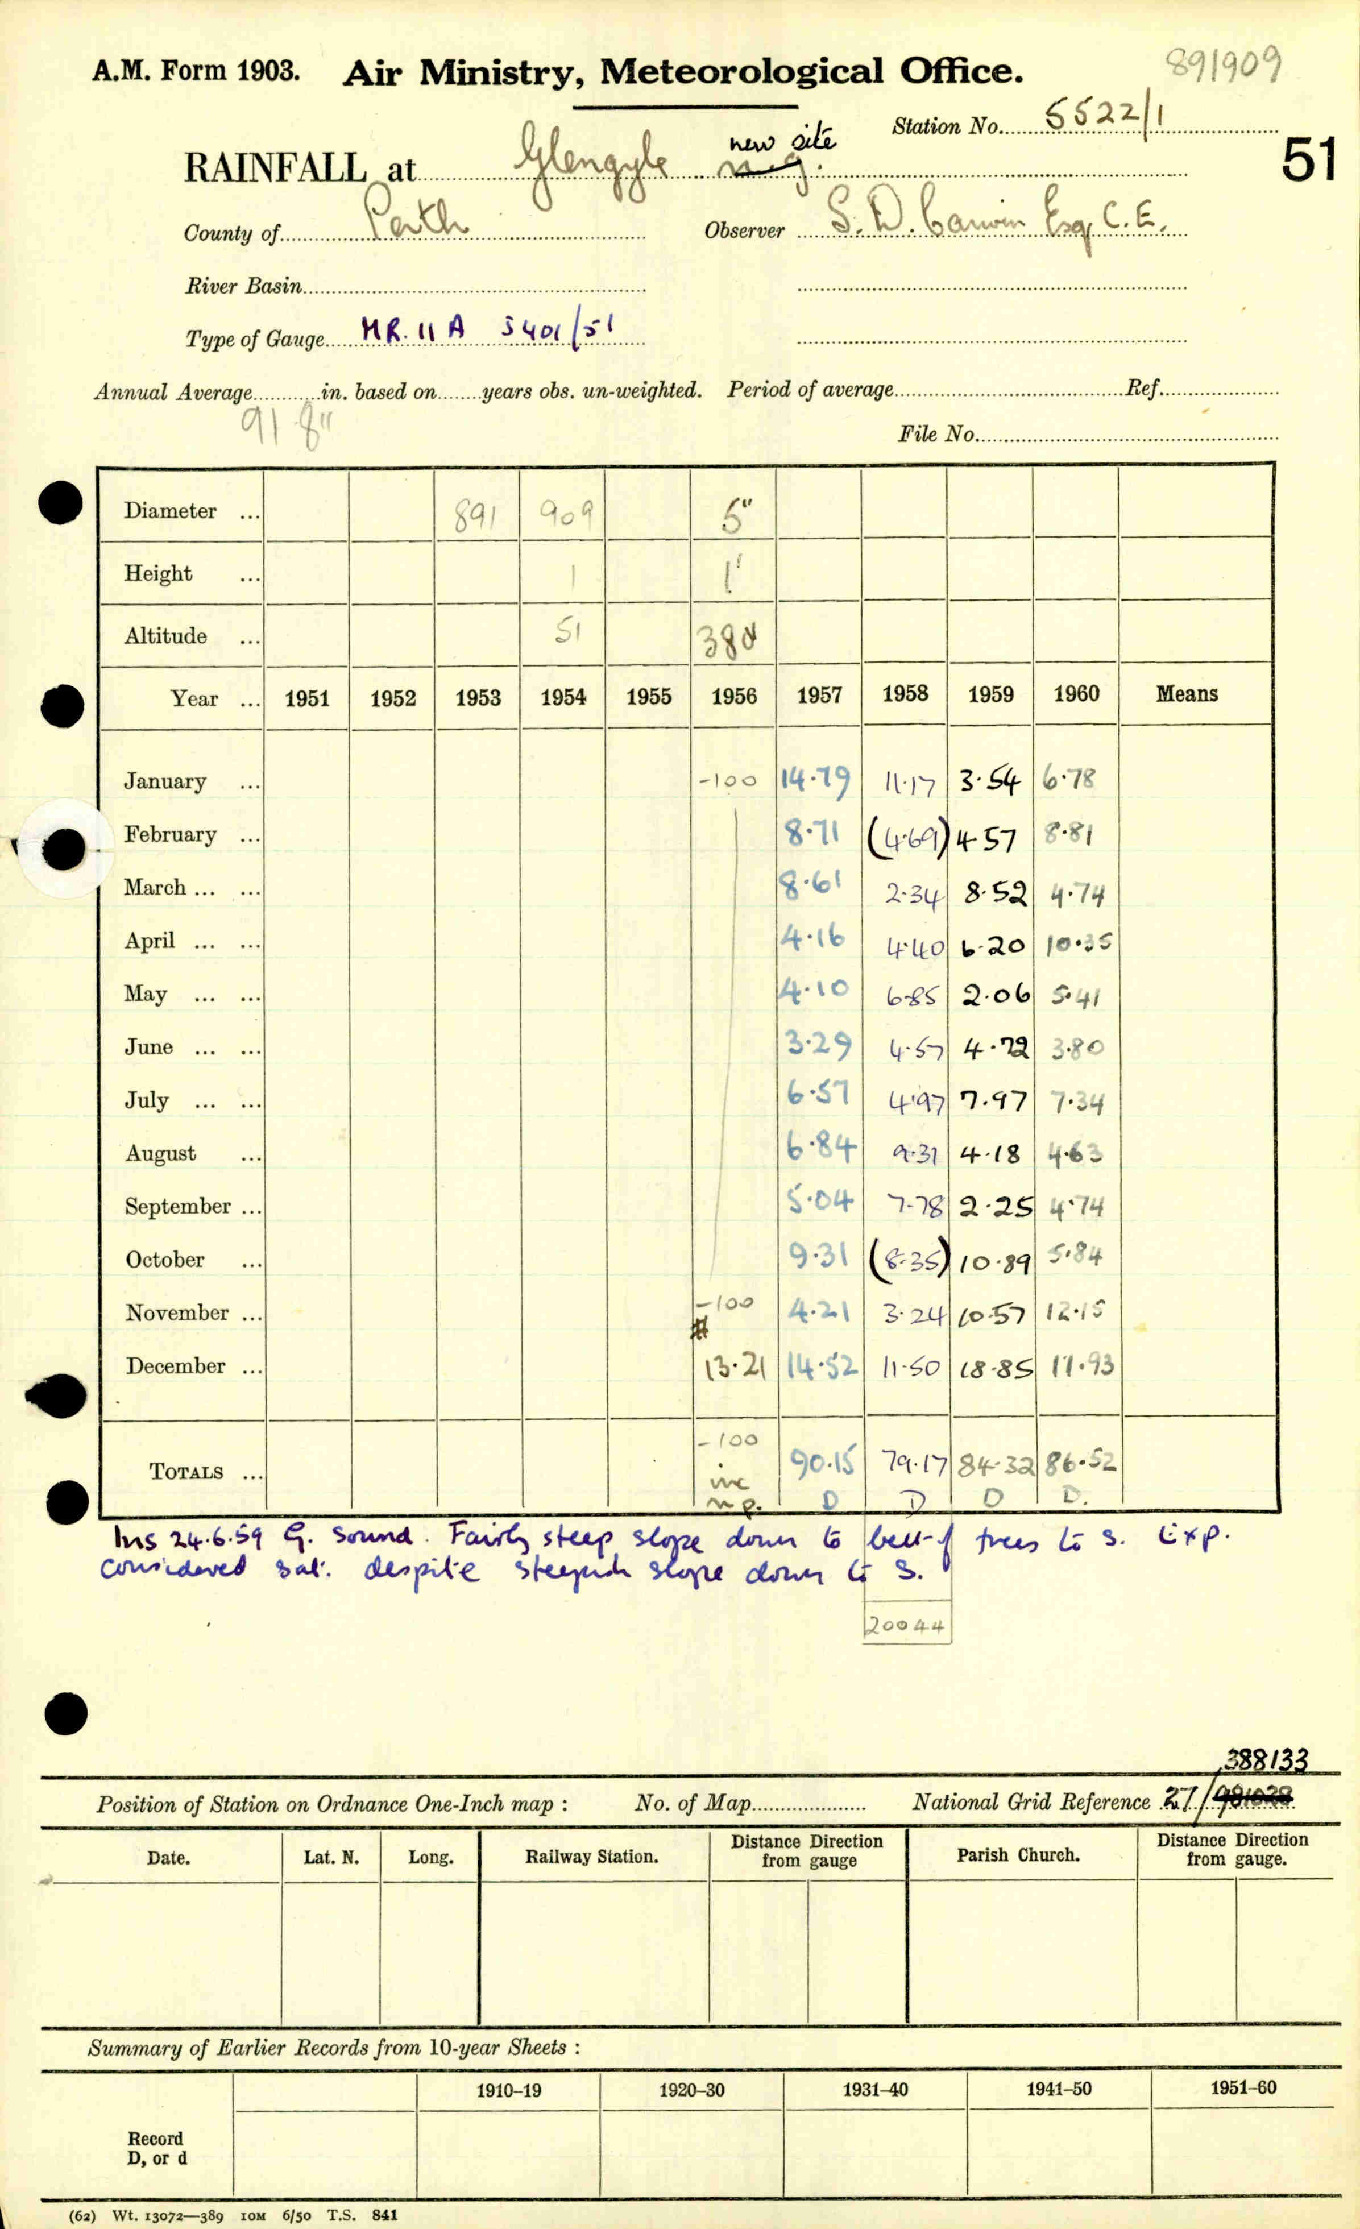 A.M. Form 1903. Air Ministry, Meteorological Office. 891909
Station No. 5522/1
51
RAINFALL at Glengyle new site
County of Perth Observer S. D. Canvin Esq. C.E.
River Basin
Type of Gauge MR. 11 A 5401/51
Annual Average in. based on years obs. un-weighted. Period of average Ref.
91 8"
File No.
Diameter ... 891 909 5"
Height ... 1 1'
Altitude ... 51 380
Year ... 1951 1952 1953 1954 1955 1956 1957 1958 1959 1960 Means
January ... -100 14·79 11·17 3·54 6·78
February ... 8·71 (4·69) 4·57 8·81
March ... ... 8·61 2·34 8·52 4·74
April ... ... 4·16 4·40 6·20 10·35
May ... ... 4·10 6·85 2·06 5·41
June ... ... 3·29 4·57 4·72 3·80
July ... ... 6·57 4·97 7·97 7·34
August ... 6·84 9·31 4·18 4·63
September ... 5·04 7·78 2·25 4·74
October ... 9·31 (8·35) 10·89 5·84
November ... -100 4·21 3·24 10·57 12·15
December ... 13·21 14·52 11·50 18·85 11·93
-100
TOTALS ... inc 90·15 79·17 84·32 86·52
n.p. D D D D.
Ins 24.6.59 G. Sound. Fairly steep slope down to belt of trees to S. Exp.
considered sat. despite steepish slope down to S.
20044
388133
Position of Station on Ordnance One-Inch map : No. of Map National Grid Reference 27/981028
Date. Lat. N. Long. Railway Station. Distance from gauge Direction Parish Church. Distance Direction from gauge.
Summary of Earlier Records from 10-year Sheets :
1910–19 1920–30 1931–40 1941–50 1951–60
Record
D, or d
(62) Wt. 13072—389 10M 6/50 T.S. 841